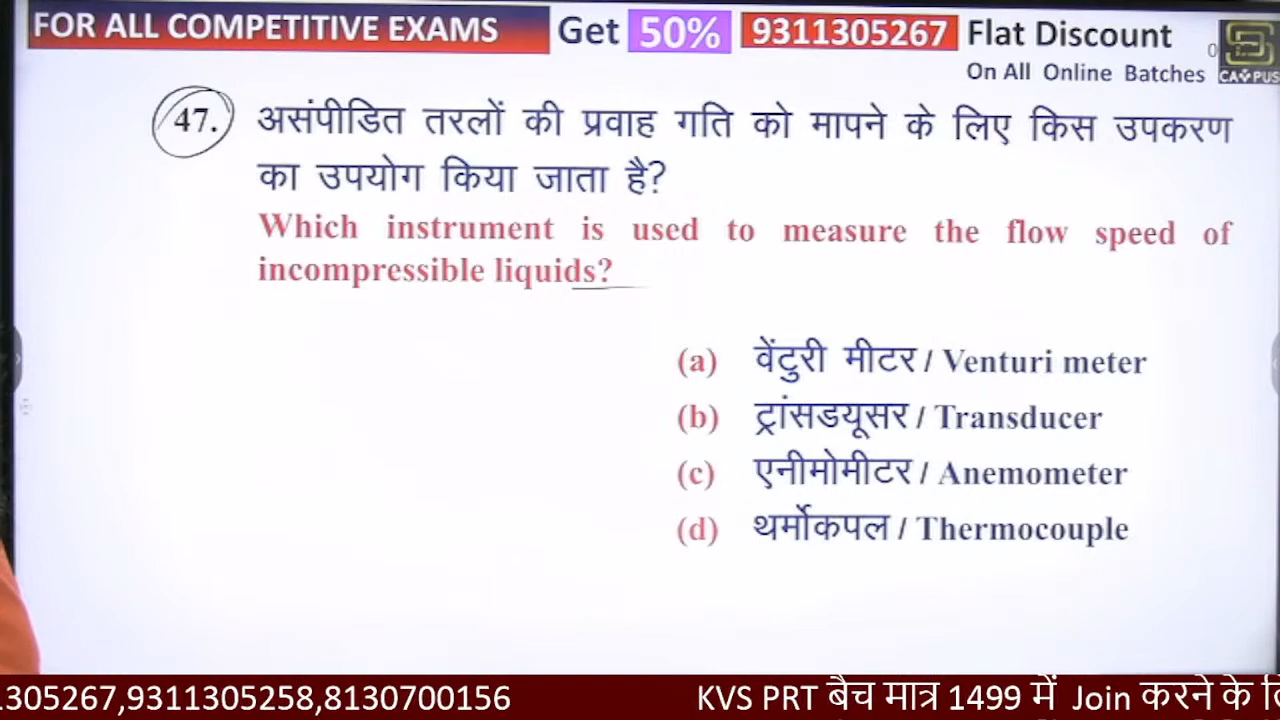 FOR ALL COMPETITIVE EXAMS Get 50% 9311305267 Flat Discount
On All Online Batches
CAMPUS
47. असंपीडित तरलों की प्रवाह गति को मापने के लिए किस उपकरण
का उपयोग किया जाता है?
Which instrument is used to measure the flow speed of
incompressible liquids?
(a) वेंटुरी मीटर / Venturi meter
(b) ट्रांसडयूसर / Transducer
(c) एनीमोमीटर / Anemometer
(d) थर्मोकपल / Thermocouple
1305267,9311305258,8130700156 KVS PRT बैच मात्र 1499 में Join करने के